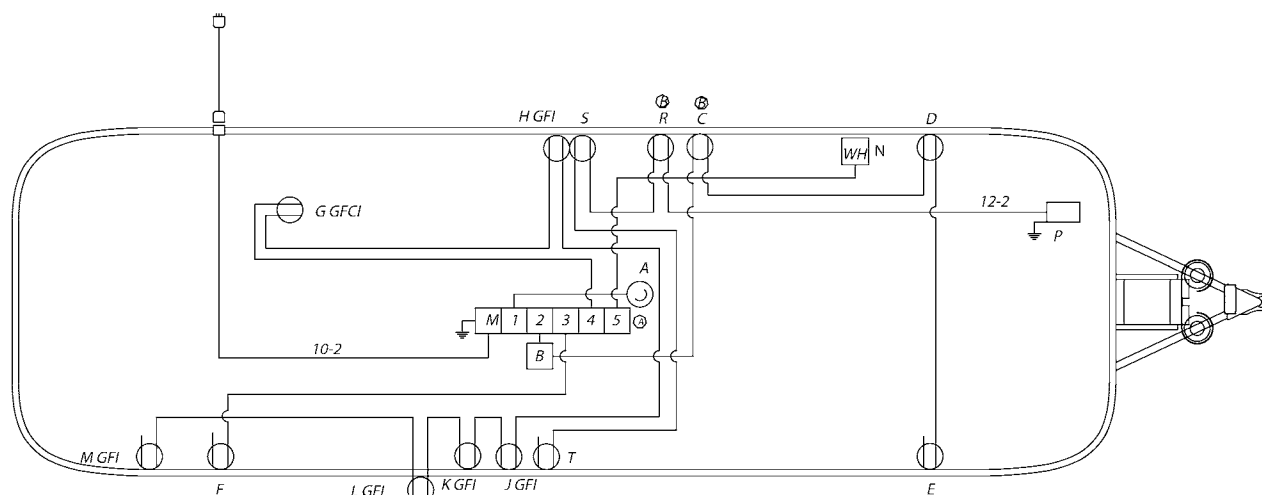 B B
H GFI S R C D
WH N
G GFCI
12-2
P
A
M 1 2 3 4 5 A
10-2 B
M GFI K GFI J GFI T
F L GFI E